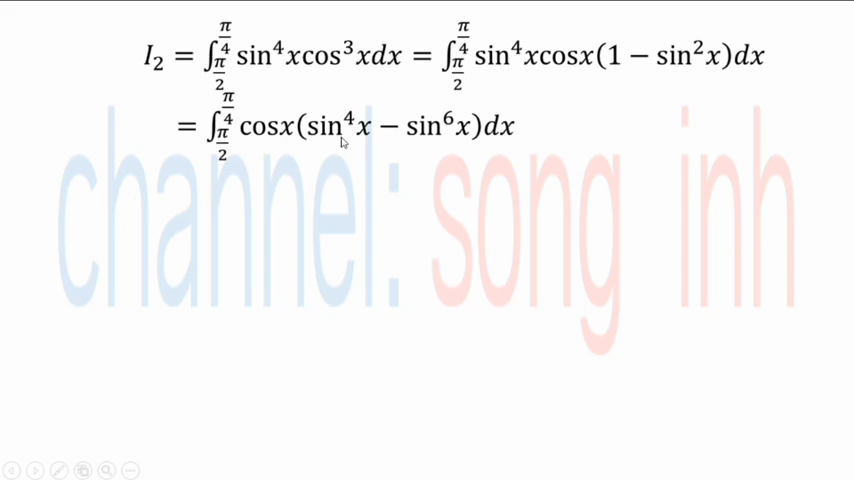 I₂ = ∫_{π/2}^{π/4} sin⁴xcos³xdx = ∫_{π/2}^{π/4} sin⁴xcosx(1 − sin²x)dx
= ∫_{π/2}^{π/4} cosx(sin⁴x − sin⁶x)dx
channel: song inh